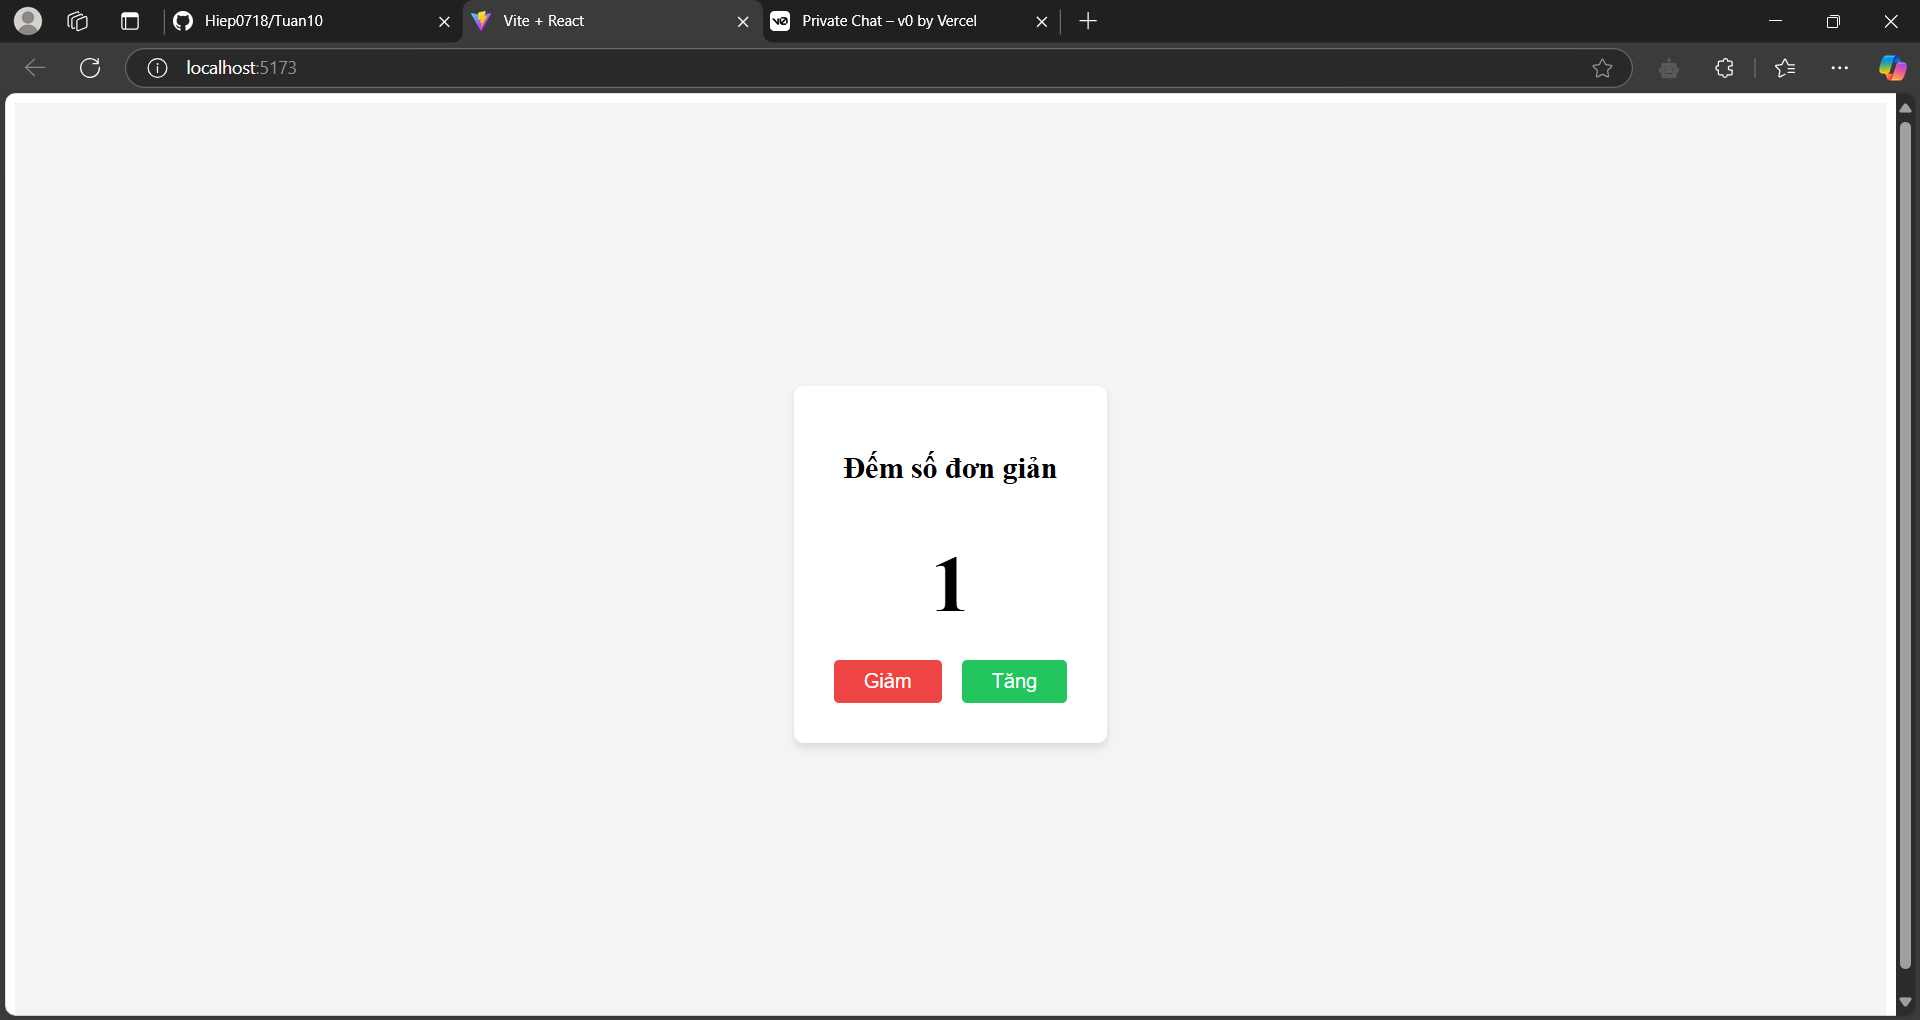 Hiep0718/Tuan10
Vite + React
Private Chat – v0 by Vercel
localhost:5173
Đếm số đơn giản
1
Giảm
Tăng